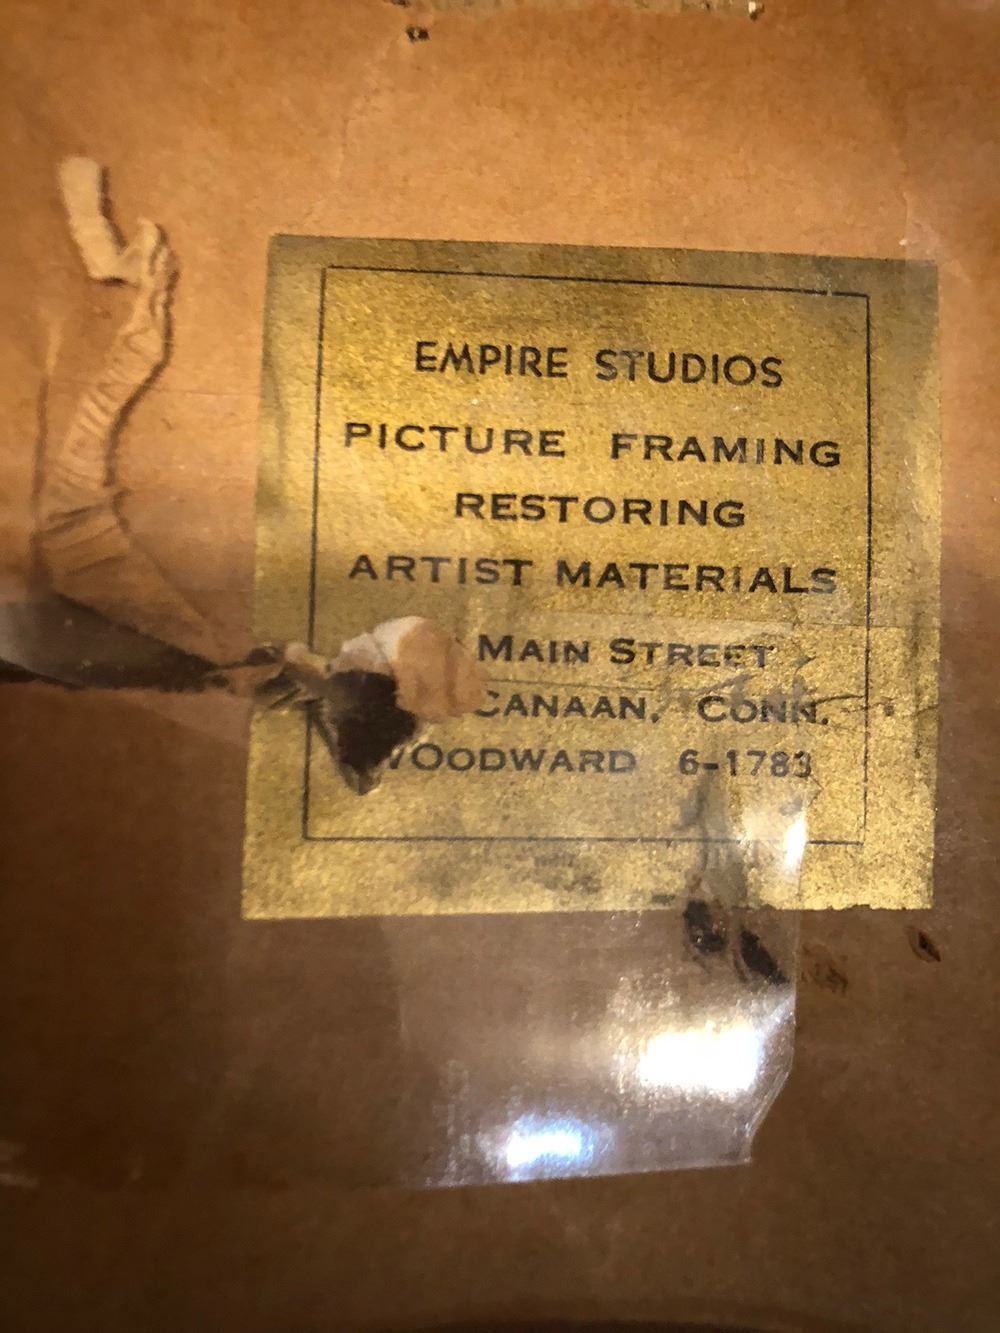 EMPIRE STUDIOS
PICTURE FRAMING
RESTORING
ARTIST MATERIALS
MAIN STREET
CANAAN, CONN.
WOODWARD 6-1783